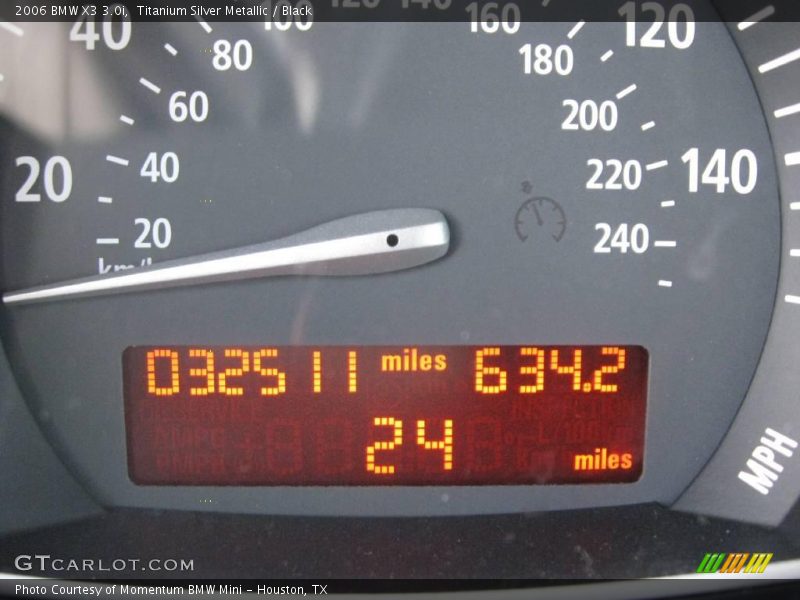 2006 BMW X3 3.0i, Titanium Silver Metallic / Black
40 80 100 120 140 160 120
180
60 200
20 40 220 140
20 240
km/h
032511 miles 634.2
24 miles
MPH
GTCARLOT.COM
Photo Courtesy of Momentum BMW Mini - Houston, TX